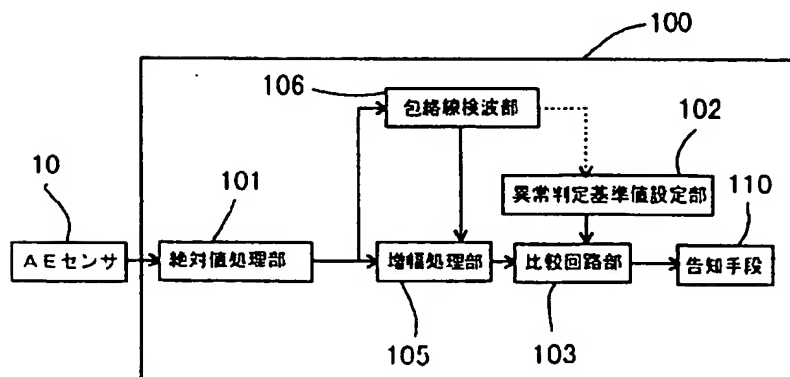 100
106
包絡線検波部
102
10
101
異常判定基準値設定部
110
AEセンサ
絶対値処理部
増幅処理部
比較回路部
告知手段
105
103